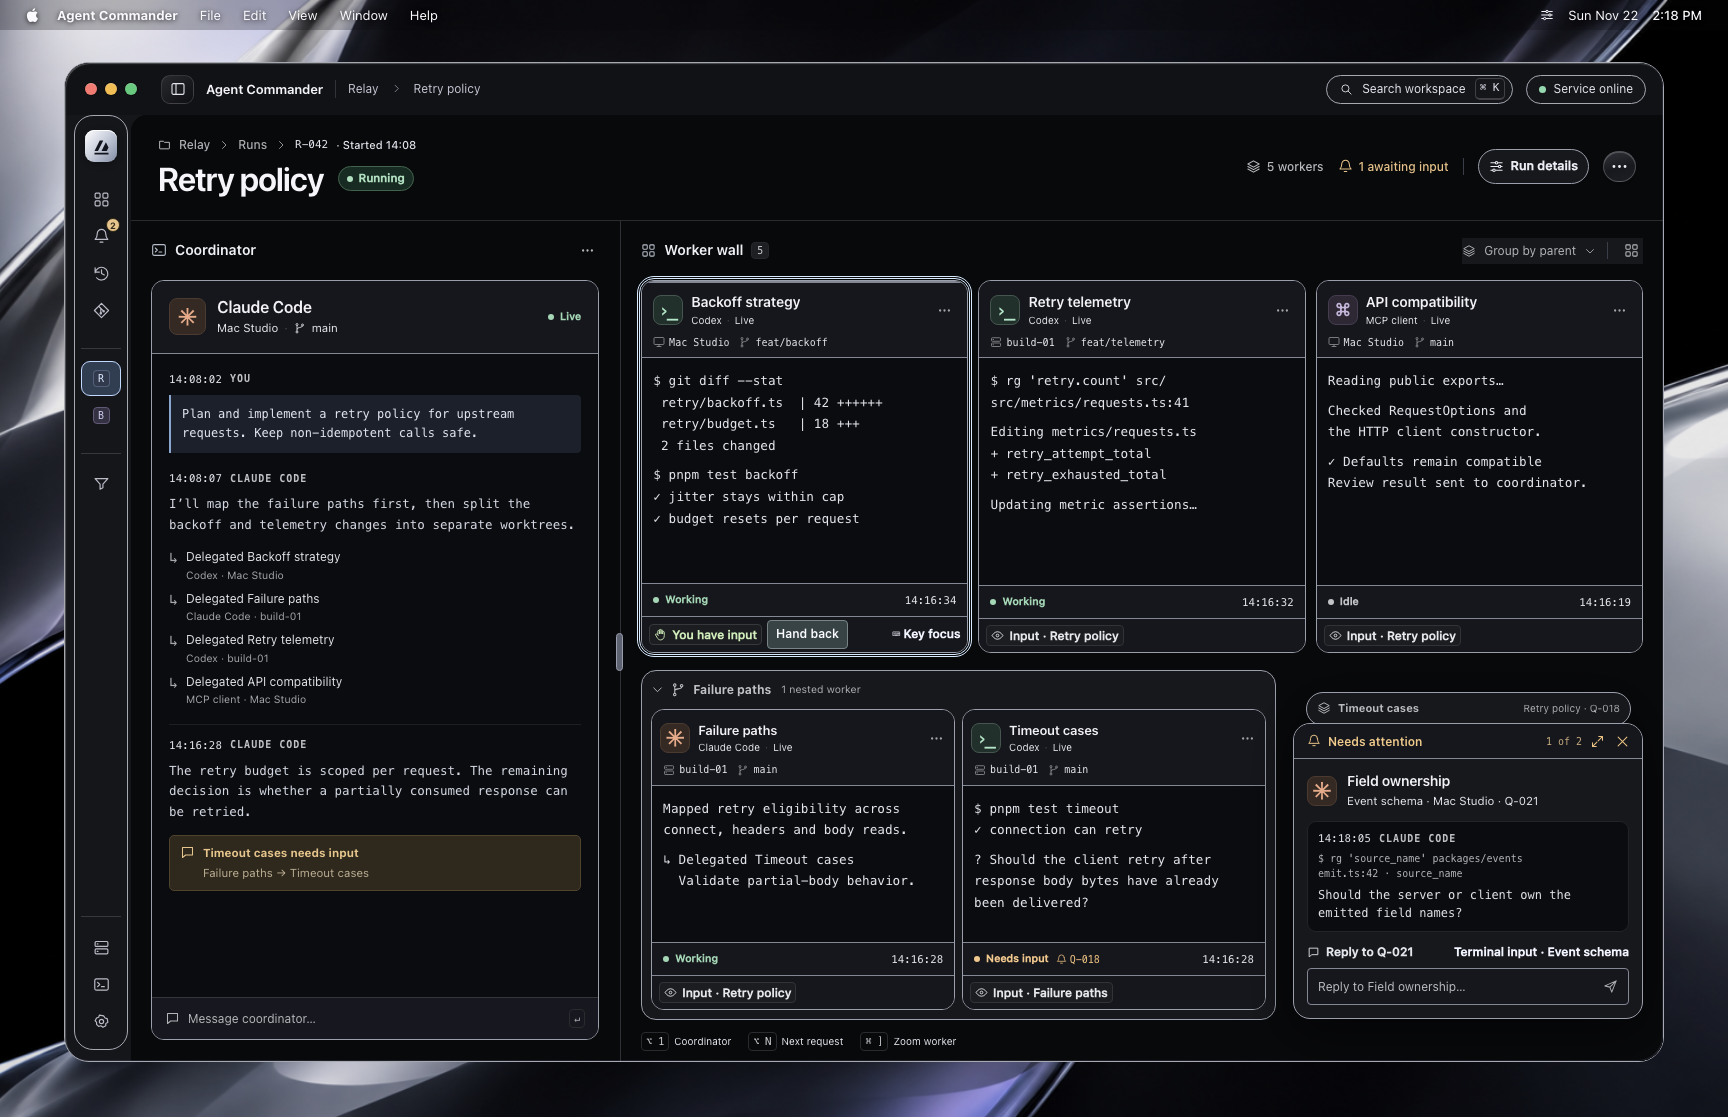 Agent Commander File Edit View Window Help
Sun Nov 22 2:18 PM
Agent Commander Relay Retry policy
Search workspace ⌘ K
Service online
Relay Runs R-042 · Started 14:08
Retry policy Running
5 workers 1 awaiting input Run details
2
R
B
Coordinator
Claude Code
Mac Studio · main
Live
14:08:02 YOU
Plan and implement a retry policy for upstream
requests. Keep non-idempotent calls safe.
14:08:07 CLAUDE CODE
I’ll map the failure paths first, then split the
backoff and telemetry changes into separate worktrees.
↳ Delegated Backoff strategy
Codex · Mac Studio
↳ Delegated Failure paths
Claude Code · build-01
↳ Delegated Retry telemetry
Codex · build-01
↳ Delegated API compatibility
MCP client · Mac Studio
14:16:28 CLAUDE CODE
The retry budget is scoped per request. The remaining
decision is whether a partially consumed response can
be retried.
Timeout cases needs input
Failure paths → Timeout cases
Message coordinator… ↵
Worker wall 5
Group by parent
Backoff strategy
Codex · Live
Mac Studio feat/backoff
$ git diff --stat
retry/backoff.ts | 42 ++++++
retry/budget.ts | 18 +++
2 files changed
$ pnpm test backoff
✓ jitter stays within cap
✓ budget resets per request
Working 14:16:34
You have input Hand back Key focus
Retry telemetry
Codex · Live
build-01 feat/telemetry
$ rg 'retry.count' src/
src/metrics/requests.ts:41
Editing metrics/requests.ts
+ retry_attempt_total
+ retry_exhausted_total
Updating metric assertions…
Working 14:16:32
Input · Retry policy
API compatibility
MCP client · Live
Mac Studio main
Reading public exports…
Checked RequestOptions and
the HTTP client constructor.
✓ Defaults remain compatible
Review result sent to coordinator.
Idle 14:16:19
Input · Retry policy
Failure paths 1 nested worker
Failure paths
Claude Code · Live
build-01 main
Mapped retry eligibility across
connect, headers and body reads.
↳ Delegated Timeout cases
Validate partial-body behavior.
Working 14:16:28
Input · Retry policy
Timeout cases
Codex · Live
build-01 main
$ pnpm test timeout
✓ connection can retry
? Should the client retry after
response body bytes have already
been delivered?
Needs input Q-018 14:16:28
Input · Failure paths
Timeout cases Retry policy · Q-018
Needs attention 1 of 2
Field ownership
Event schema · Mac Studio · Q-021
14:18:05 CLAUDE CODE
$ rg 'source_name' packages/events
emit.ts:42 · source_name
Should the server or client own the
emitted field names?
Reply to Q-021 Terminal input · Event schema
Reply to Field ownership…
⌥ 1 Coordinator ⌥ N Next request ⌘ ] Zoom worker